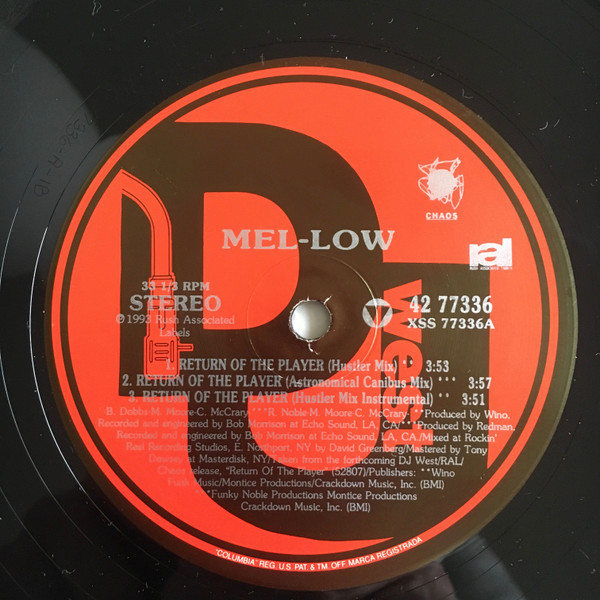 CHAOS
ral
MEL-LOW
33 1/3 RPM
STEREO
℗©1993 Rush Associated
Labels
42 77336
XSS 77336A
West
1. RETURN OF THE PLAYER (Hustler Mix) ** 3:53
2. RETURN OF THE PLAYER (Astronomical Canibus Mix) *** 3:57
3. RETURN OF THE PLAYER (Hustler Mix Instrumental) ** 3:51
B. Dobbs-M. Moore-C. McCrary/***R. Noble-M. Moore-C. McCrary/**Produced by Wino.
Recorded and engineered by Bob Morrison at Echo Sound, LA, CA/***Produced by Redman.
Recorded and engineered by Bob Morrison at Echo Sound, LA, CA/Mixed at Rockin'
Reel Recording Studios, E. Northport, NY by David Greenberg/Mastered by Tony
Dawsey at Masterdisk, NY/Taken from the forthcoming DJ West/RAL/
Chaos release, "Return Of The Player" (52807)/Publishers: **Wino
Funk Music/Montice Productions/Crackdown Music, Inc. (BMI)
***Funky Noble Productions Montice Productions
Crackdown Music, Inc. (BMI)
"COLUMBIA" REG. U.S. PAT. & TM. OFF. MARCA REGISTRADA